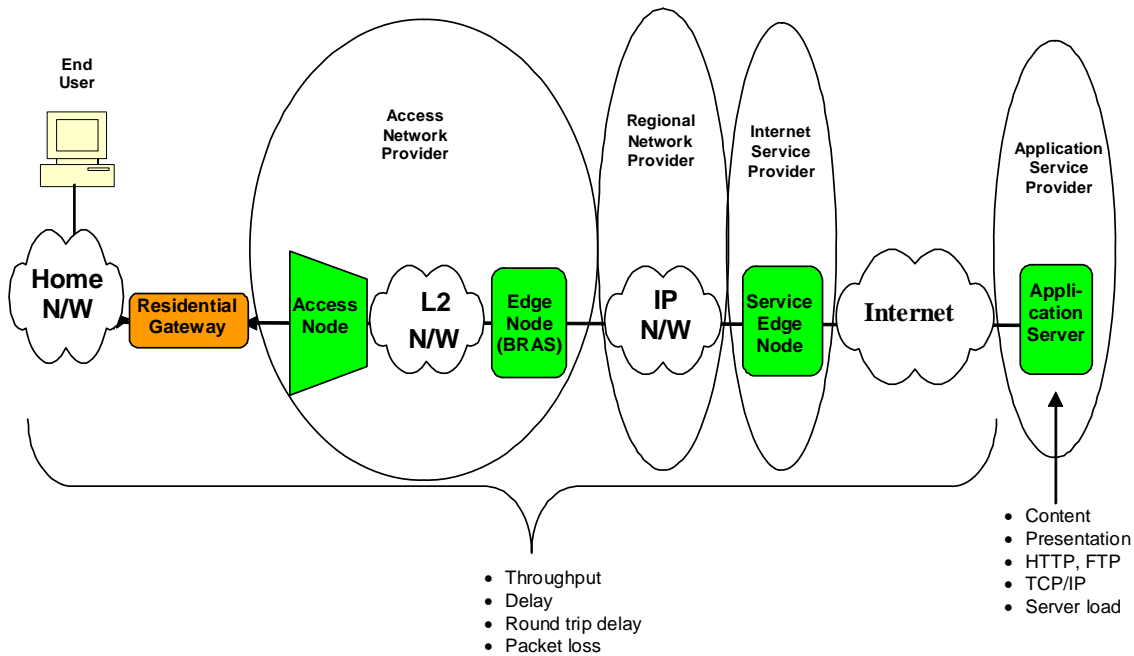 End
User
Access
Network
Provider
Regional
Network
Provider
Internet
Service
Provider
Application
Service
Provider
Home
N/W
Residential
Gateway
Access
Node
L2
N/W
Edge
Node
(BRAS)
IP
N/W
Service
Edge
Node
Internet
Appli-
cation
Server
• Throughput
• Delay
• Round trip delay
• Packet loss
• Content
• Presentation
• HTTP, FTP
• TCP/IP
• Server load